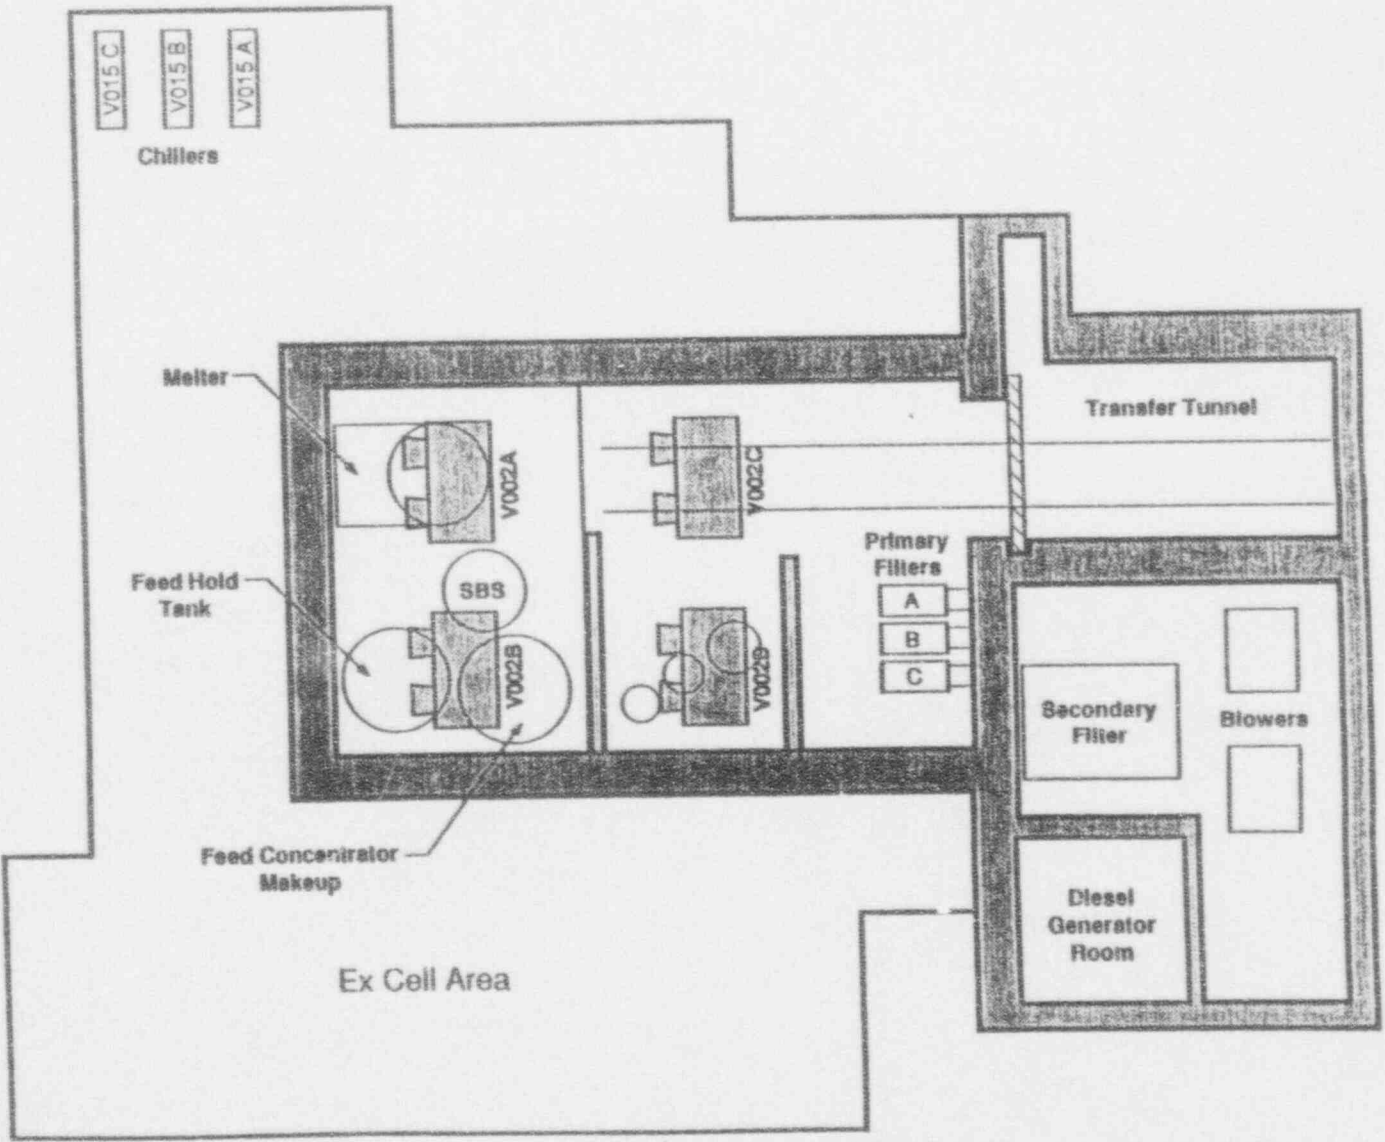 V015 C
V015 B
V015 A
Chillers
Melter
Transfer Tunnel
V002A
V002C
Primary
Filters
A
B
C
Feed Hold
Tank
SBS
V002B
Secondary
Filter
Blowers
Feed Concentrator
Makeup
Diesel
Generator
Room
Ex Cell Area